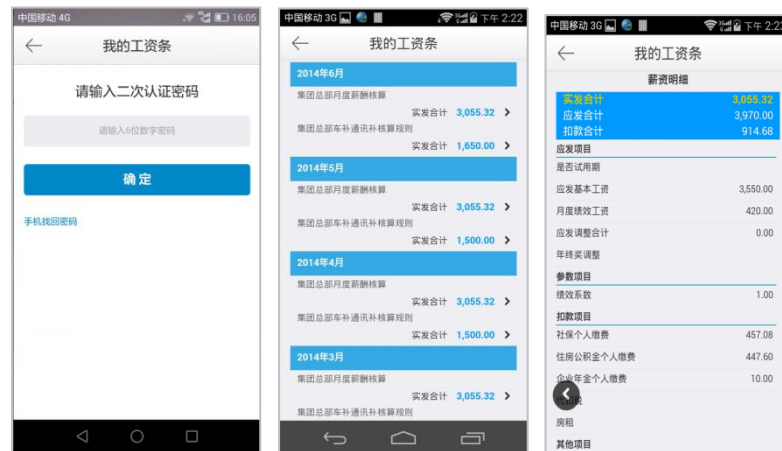 中国移动 4G 16:05
我的工资条
请输入二次认证密码
请输入6位数字密码
确定
手机找回密码
中国移动 3G 下午 2:22
我的工资条
2014年6月
集团总部月度薪酬核算
实发合计 3,055.32
集团总部车补通讯补核算规则
实发合计 1,650.00
2014年5月
集团总部月度薪酬核算
实发合计 3,055.32
集团总部车补通讯补核算规则
实发合计 1,500.00
2014年4月
集团总部月度薪酬核算
实发合计 3,055.32
集团总部车补通讯补核算规则
实发合计 1,500.00
2014年3月
集团总部月度薪酬核算
实发合计 3,055.32
集团总部车补通讯补核算规则
中国移动 3G 下午 2:23
我的工资条
薪资明细
实发合计 3,055.32
应发合计 3,970.00
扣款合计 914.68
应发项目
是否试用期
应发基本工资 3,550.00
月度绩效工资 420.00
应发调整合计 0.00
年终奖调整
参数项目
绩效系数 1.00
扣款项目
社保个人缴费 457.08
住房公积金个人缴费 447.60
企业年金个人缴费 10.00
代扣税
房租
其他项目